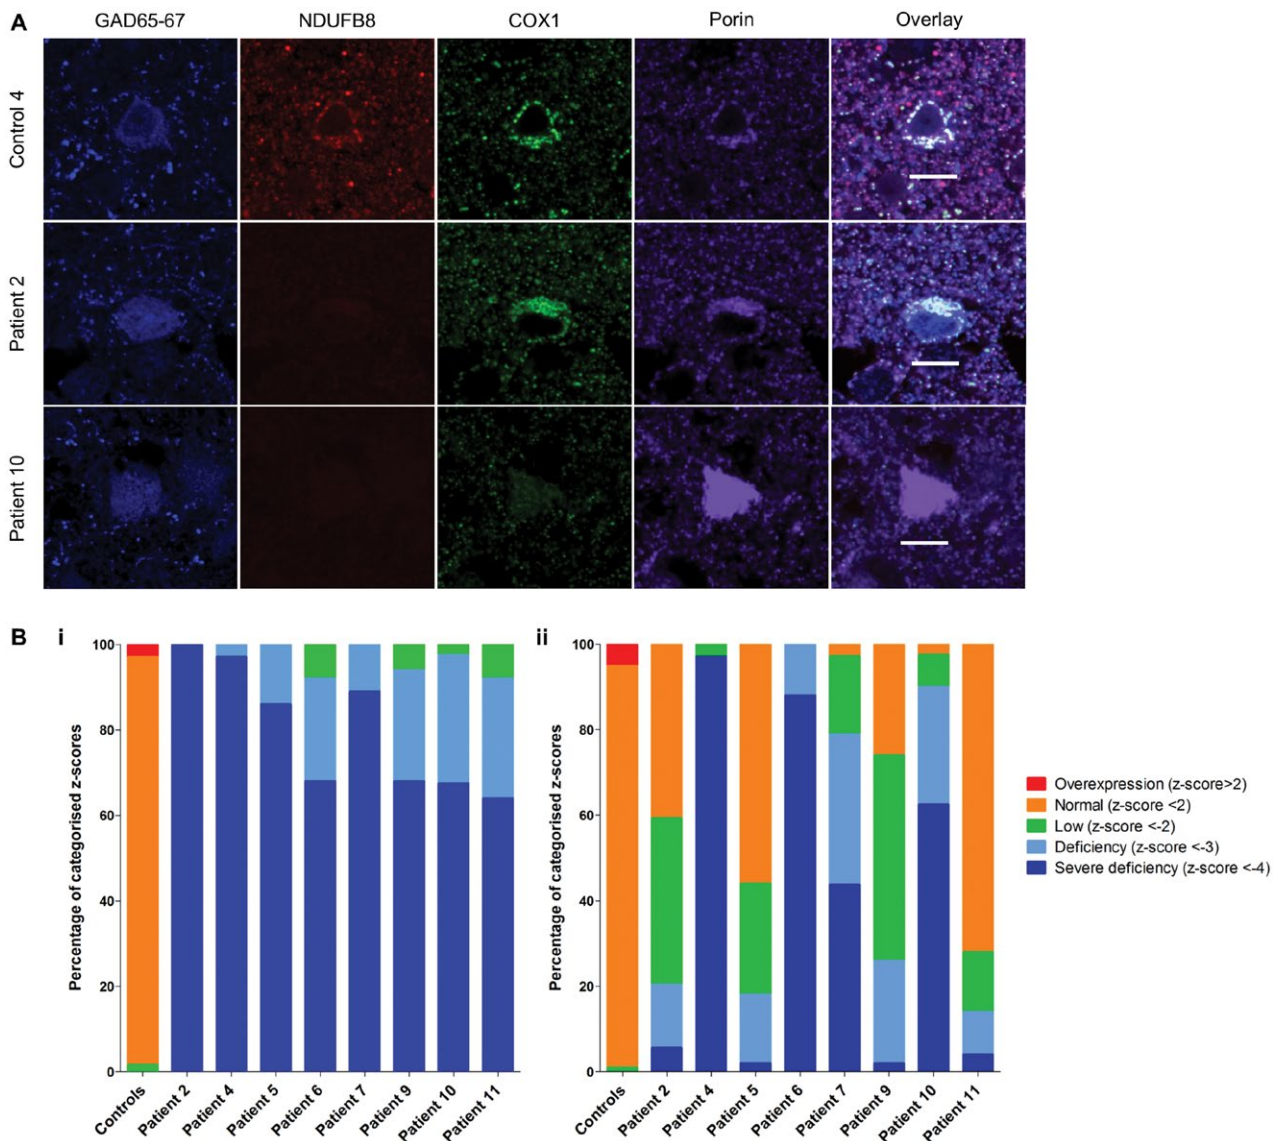 A
GAD65-67 NDUFB8 COX1 Porin Overlay
Control 4
Patient 2
Patient 10
B i ii
Percentage of categorised z-scores
100
80
60
40
20
0
Controls Patient 2 Patient 4 Patient 5 Patient 6 Patient 7 Patient 9 Patient 10 Patient 11
Percentage of categorised z-scores
100
80
60
40
20
0
Controls Patient 2 Patient 4 Patient 5 Patient 6 Patient 7 Patient 9 Patient 10 Patient 11
Overexpression (z-score>2)
Normal (z-score <2)
Low (z-score <-2)
Deficiency (z-score <-3)
Severe deficiency (z-score <-4)